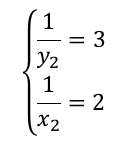 1/y₂ = 3
1/x₂ = 2